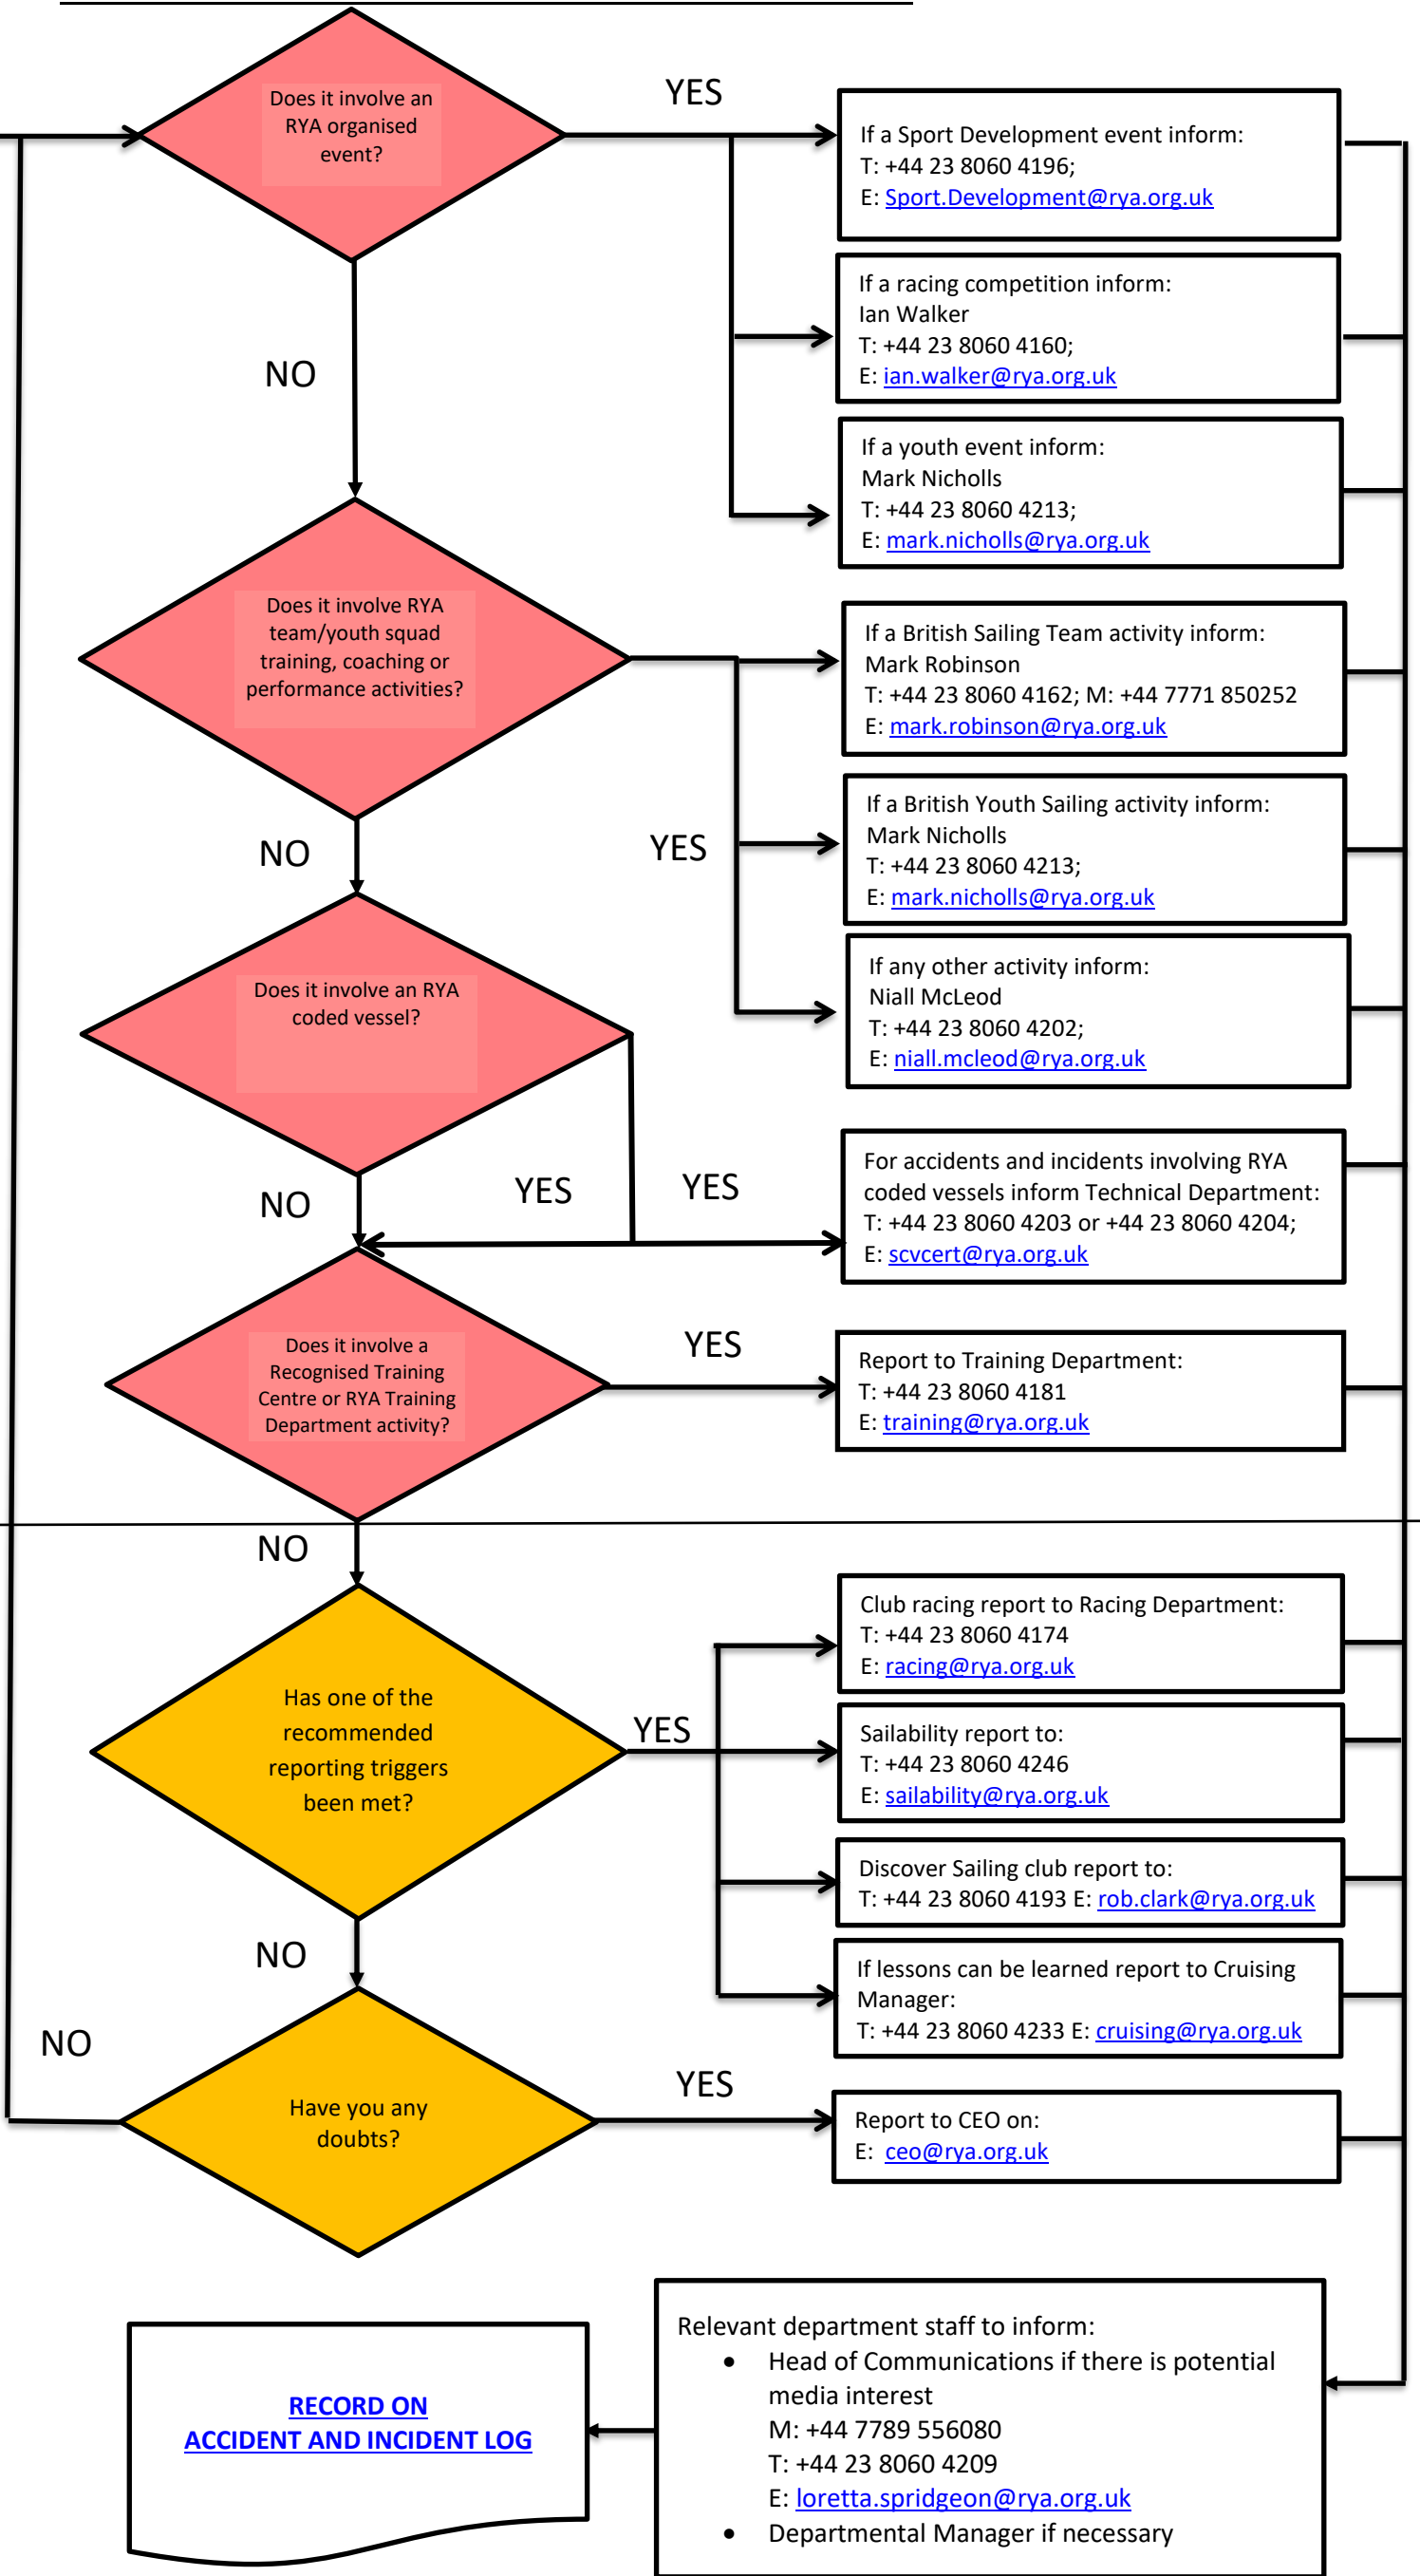 Does it involve an
RYA organised
event?
YES
If a Sport Development event inform:
T: +44 23 8060 4196;
E: Sport.Development@rya.org.uk
If a racing competition inform:
Ian Walker
T: +44 23 8060 4160;
E: ian.walker@rya.org.uk
NO
If a youth event inform:
Mark Nicholls
T: +44 23 8060 4213;
E: mark.nicholls@rya.org.uk
Does it involve RYA
team/youth squad
training, coaching or
performance activities?
If a British Sailing Team activity inform:
Mark Robinson
T: +44 23 8060 4162; M: +44 7771 850252
E: mark.robinson@rya.org.uk
YES
If a British Youth Sailing activity inform:
Mark Nicholls
T: +44 23 8060 4213;
E: mark.nicholls@rya.org.uk
NO
If any other activity inform:
Niall McLeod
T: +44 23 8060 4202;
E: niall.mcleod@rya.org.uk
Does it involve an RYA
coded vessel?
NO
YES
YES
For accidents and incidents involving RYA
coded vessels inform Technical Department:
T: +44 23 8060 4203 or +44 23 8060 4204;
E: scvcert@rya.org.uk
Does it involve a
Recognised Training
Centre or RYA Training
Department activity?
YES
Report to Training Department:
T: +44 23 8060 4181
E: training@rya.org.uk
NO
Has one of the
recommended
reporting triggers
been met?
YES
Club racing report to Racing Department:
T: +44 23 8060 4174
E: racing@rya.org.uk
Sailability report to:
T: +44 23 8060 4246
E: sailability@rya.org.uk
Discover Sailing club report to:
T: +44 23 8060 4193 E: rob.clark@rya.org.uk
If lessons can be learned report to Cruising
Manager:
T: +44 23 8060 4233 E: cruising@rya.org.uk
NO
NO
Have you any
doubts?
YES
Report to CEO on:
E: ceo@rya.org.uk
Relevant department staff to inform:
• Head of Communications if there is potential
media interest
M: +44 7789 556080
T: +44 23 8060 4209
E: loretta.spridgeon@rya.org.uk
• Departmental Manager if necessary
RECORD ON
ACCIDENT AND INCIDENT LOG